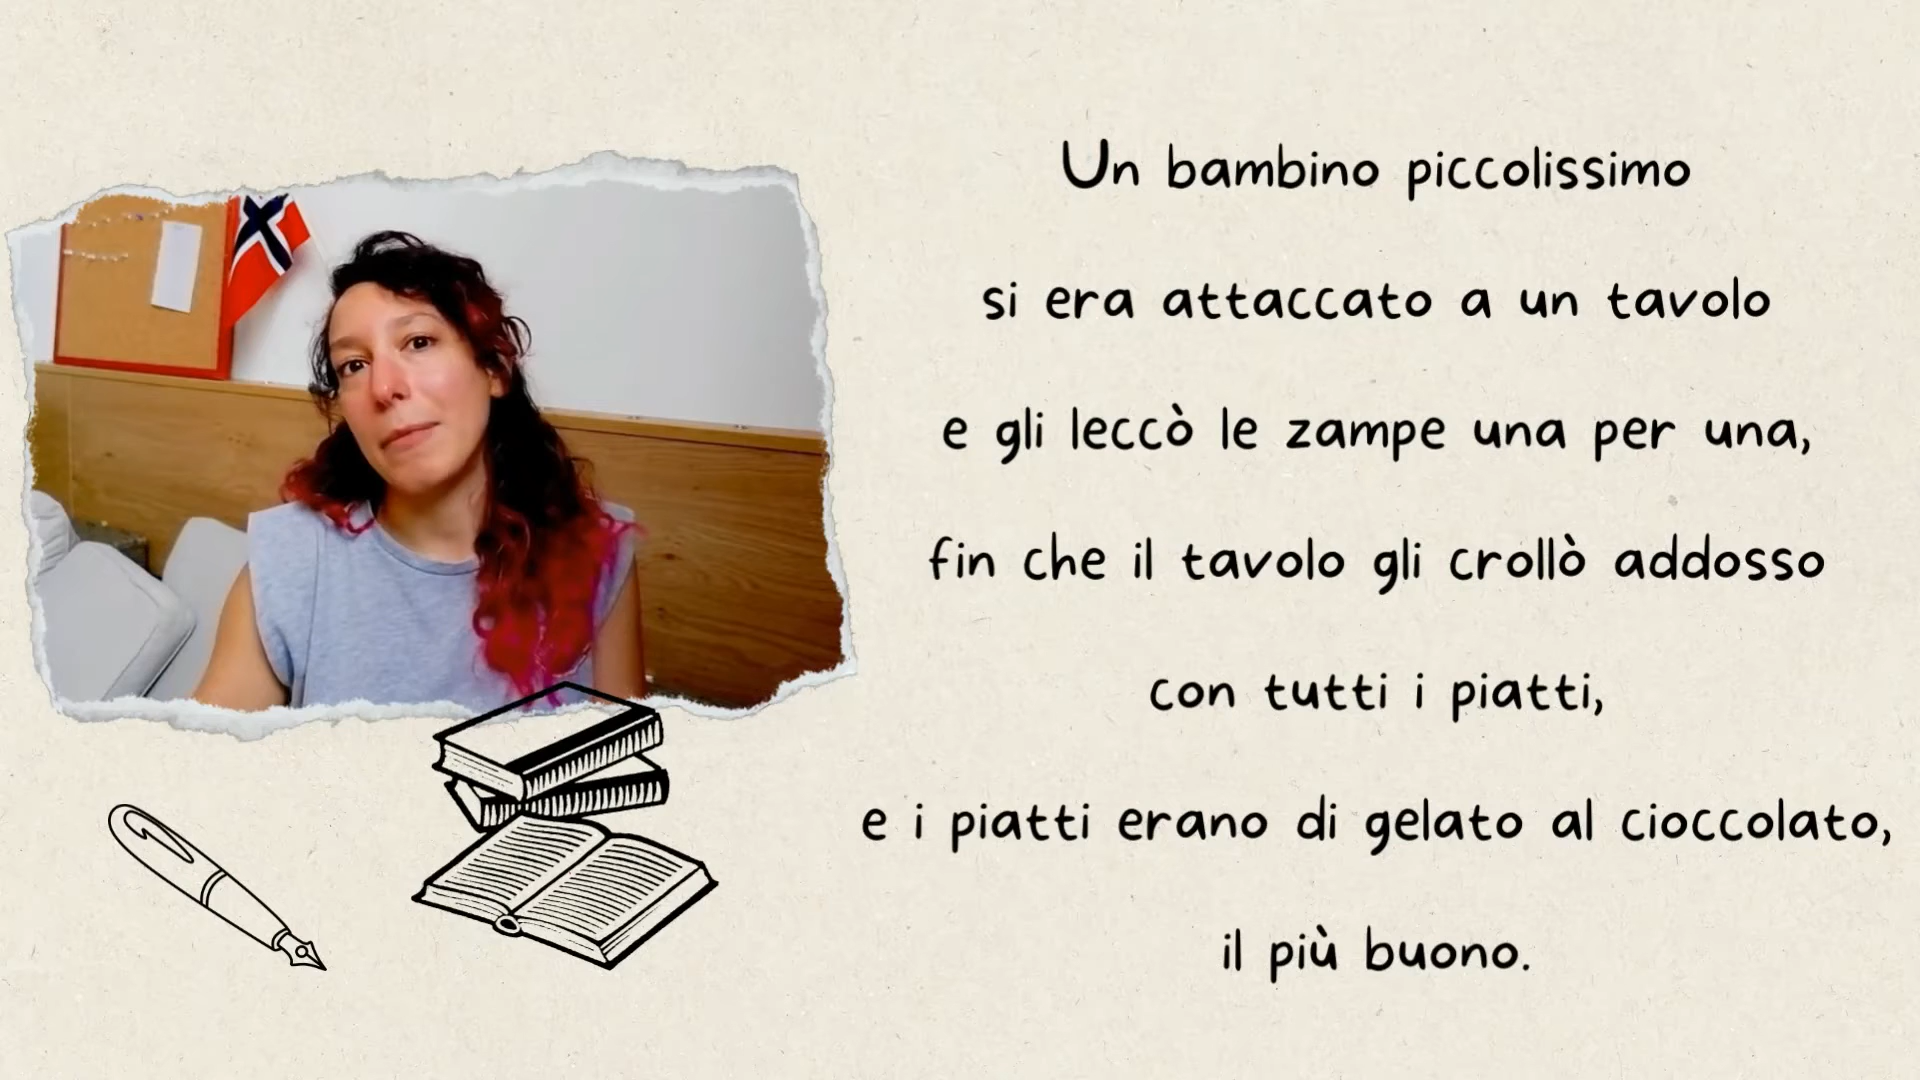 Un bambino piccolissimo
si era attaccato a un tavolo
e gli leccò le zampe una per una,
fin che il tavolo gli crollò addosso
con tutti i piatti,
e i piatti erano di gelato al cioccolato,
il più buono.